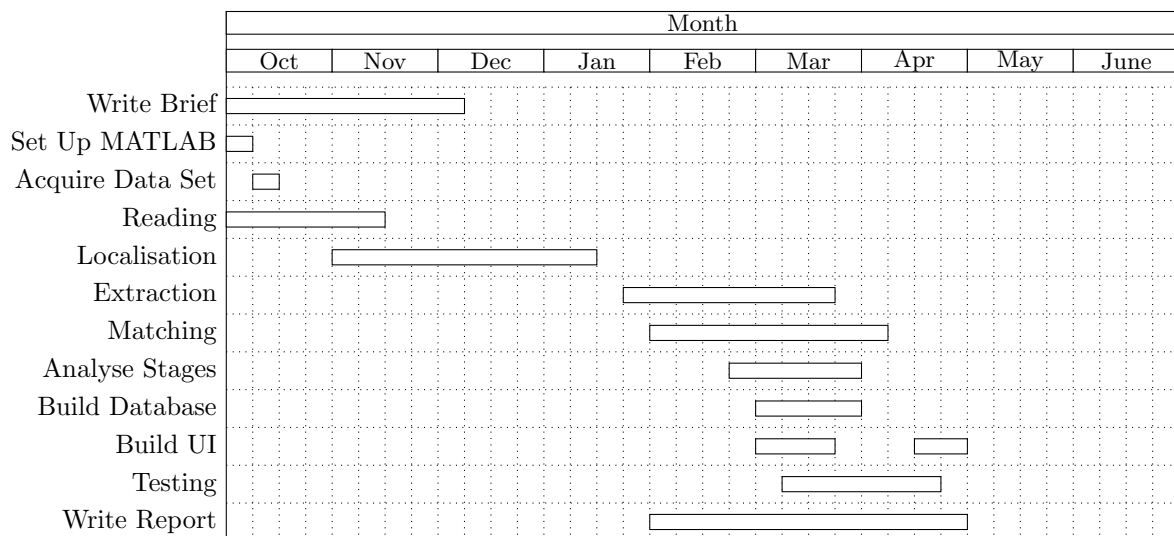 Month
Oct Nov Dec Jan Feb Mar Apr May June
Write Brief
Set Up MATLAB
Acquire Data Set
Reading
Localisation
Extraction
Matching
Analyse Stages
Build Database
Build UI
Testing
Write Report